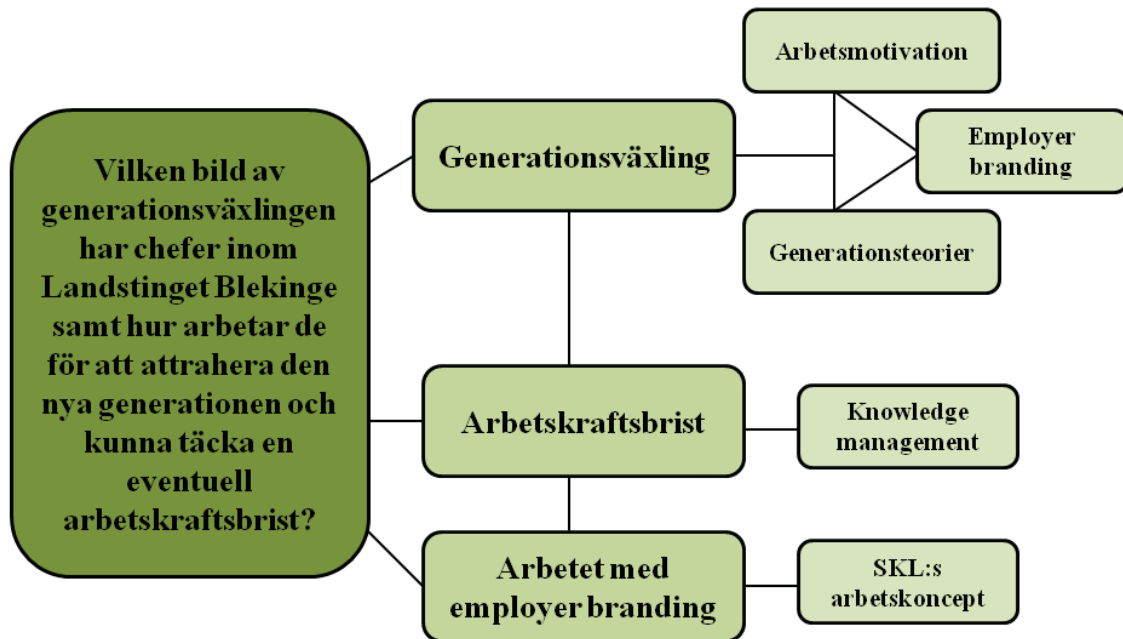 Vilken bild av
generationsväxlingen
har chefer inom
Landstinget Blekinge
samt hur arbetar de
för att attrahera den
nya generationen och
kunna täcka en
eventuell
arbetskraftsbrist?
Generationsväxling
Arbetsmotivation
Employer
branding
Generationsteorier
Arbetskraftsbrist
Knowledge
management
Arbetet med
employer branding
SKL:s
arbetskoncept